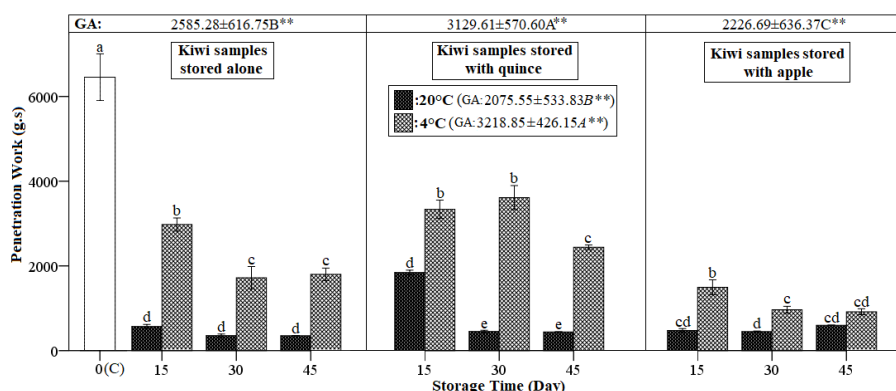 GA: 2585.28±616.75B** 3129.61±570.60A** 2226.69±636.37C**
Kiwi samples stored alone
Kiwi samples stored with quince
Kiwi samples stored with apple
:20°C (GA:2075.55±533.83B**)
:4°C (GA:3218.85±426.15A**)
Penetration Work (g.s)
6000
4000
2000
0
a
d b d c d c
d b e b e c
cd b d c cd cd
0(C) 15 30 45 15 30 45 15 30 45
Storage Time (Day)